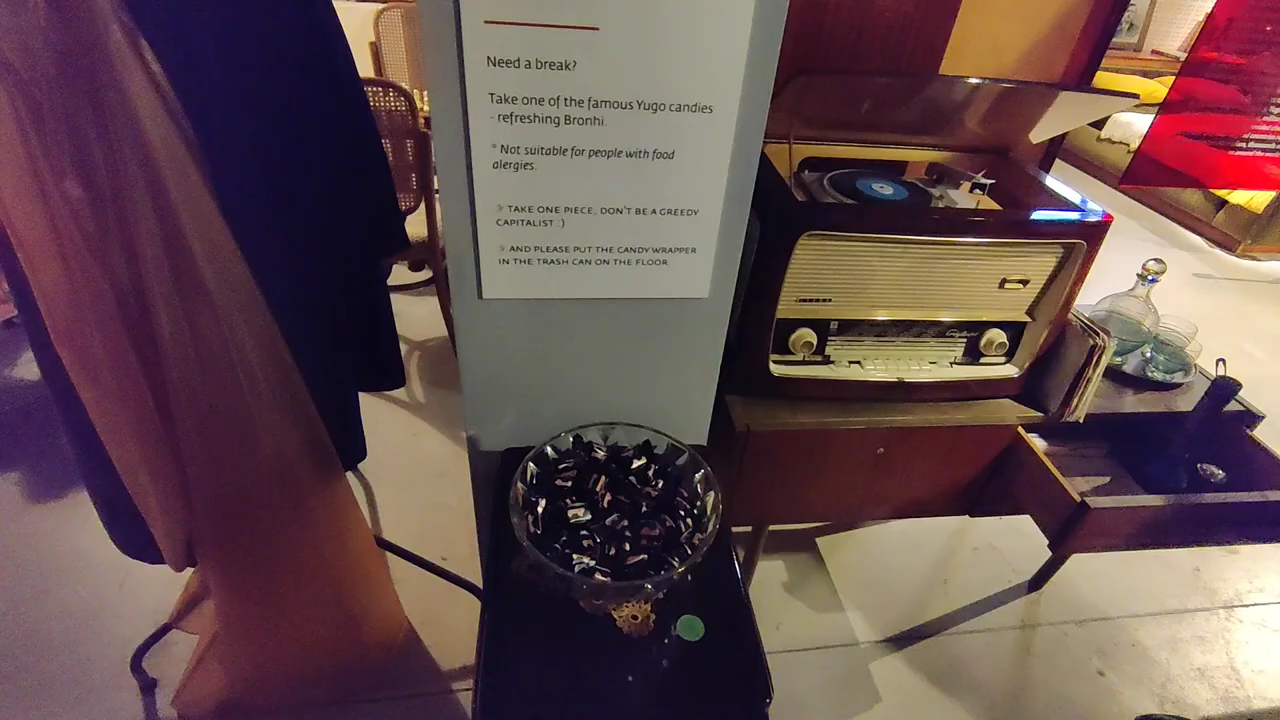 Need a break?
Take one of the famous Yugo candies
- refreshing Bronhi.
* Not suitable for people with food
alergies.
TAKE ONE PIECE, DON'T BE A GREEDY
CAPITALIST :)
AND PLEASE PUT THE CANDY WRAPPER
IN THE TRASH CAN ON THE FLOOR.